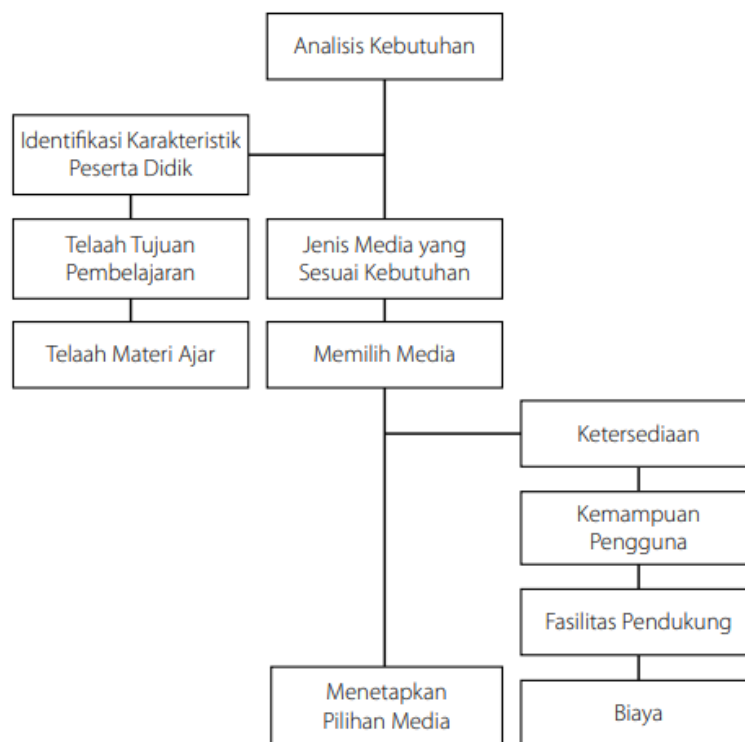 Analisis Kebutuhan
Identifikasi Karakteristik
Peserta Didik
Telaah Tujuan
Pembelajaran
Jenis Media yang
Sesuai Kebutuhan
Telaah Materi Ajar
Memilih Media
Ketersediaan
Kemampuan
Pengguna
Fasilitas Pendukung
Menetapkan
Pilihan Media
Biaya